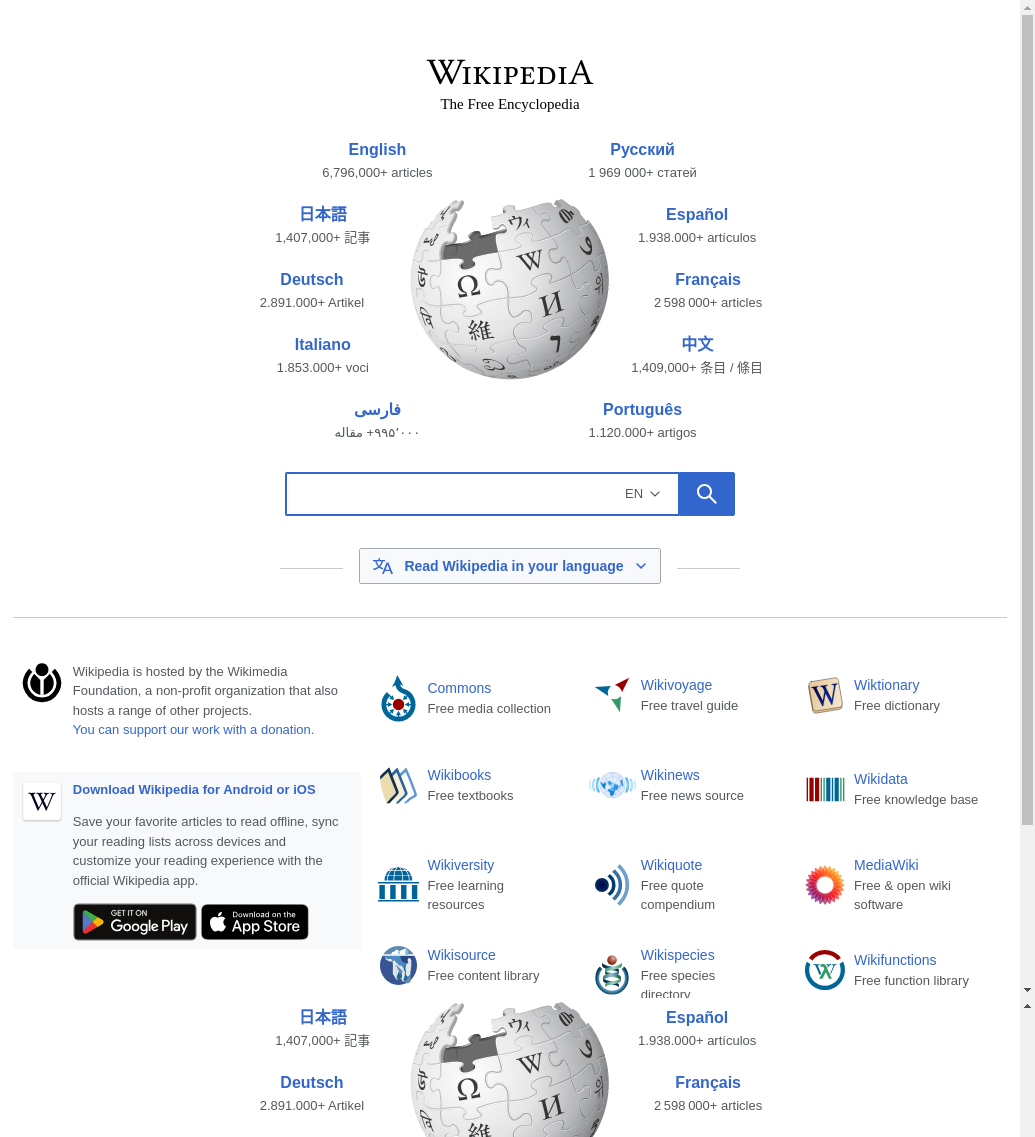 WIKIPEDIA
The Free Encyclopedia
English
6,796,000+ articles
Русский
1 969 000+ статей
日本語
1,407,000+ 記事
Español
1.938.000+ artículos
Deutsch
2.891.000+ Artikel
Français
2 598 000+ articles
Italiano
1.853.000+ voci
中文
1,409,000+ 条目 / 條目
فارسی
۹۹۵٬۰۰۰+ مقاله
Português
1.120.000+ artigos
Ω
W
И
維
EN
Read Wikipedia in your language
Wikipedia is hosted by the Wikimedia
Foundation, a non-profit organization that also
hosts a range of other projects.
You can support our work with a donation.
W
Download Wikipedia for Android or iOS
Save your favorite articles to read offline, sync
your reading lists across devices and
customize your reading experience with the
official Wikipedia app.
GET IT ON
Google Play
Download on the
App Store
Commons
Free media collection
Wikivoyage
Free travel guide
W
Wiktionary
Free dictionary
Wikibooks
Free textbooks
Wikinews
Free news source
Wikidata
Free knowledge base
Wikiversity
Free learning
resources
Wikiquote
Free quote
compendium
MediaWiki
Free & open wiki
software
Wikisource
Free content library
Wikispecies
Free species
directory
Wikifunctions
Free function library
日本語
1,407,000+ 記事
Español
1.938.000+ artículos
Deutsch
2.891.000+ Artikel
Français
2 598 000+ articles
Ω
W
И
維